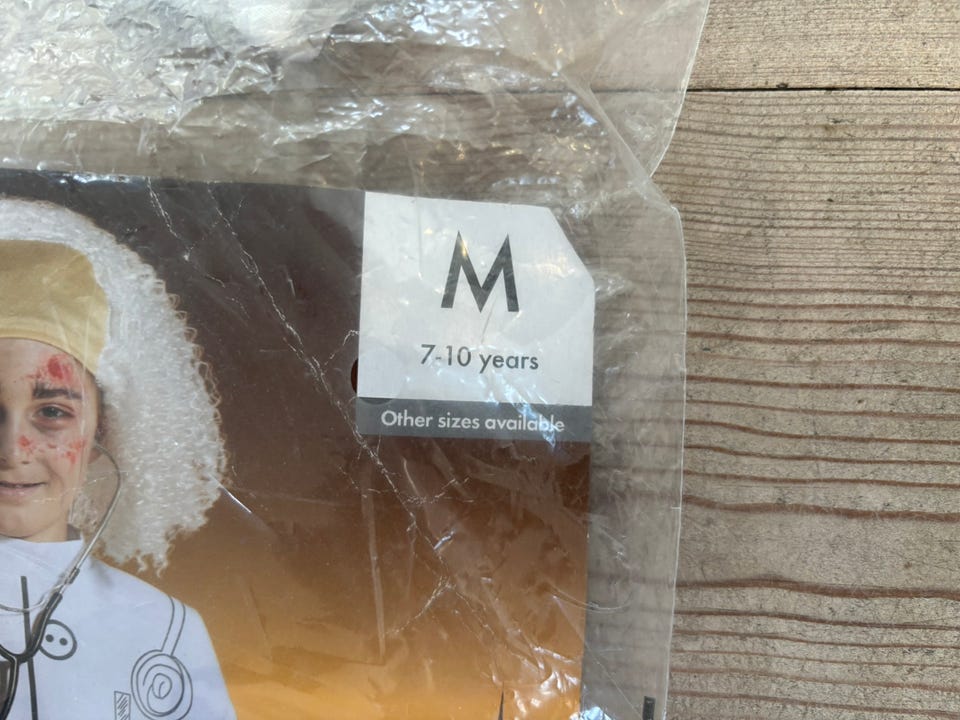 M
7-10 years
Other sizes available